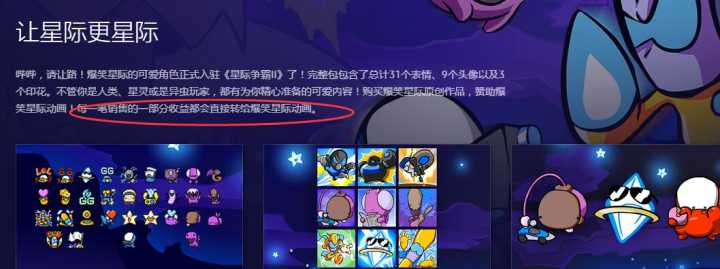 让星际更星际
哔哔，请让路！爆笑星际的可爱角色正式入驻《星际争霸II》了！完整包包含了总计31个表情、9个头像以及3
个印花。不管你是人类、星灵或是异虫玩家，都有为你精心准备的可爱内容！购买爆笑星际原创作品，赞助爆
笑星际动画！每一笔销售的一部分收益都会直接转给爆笑星际动画。
GG
GG
GG